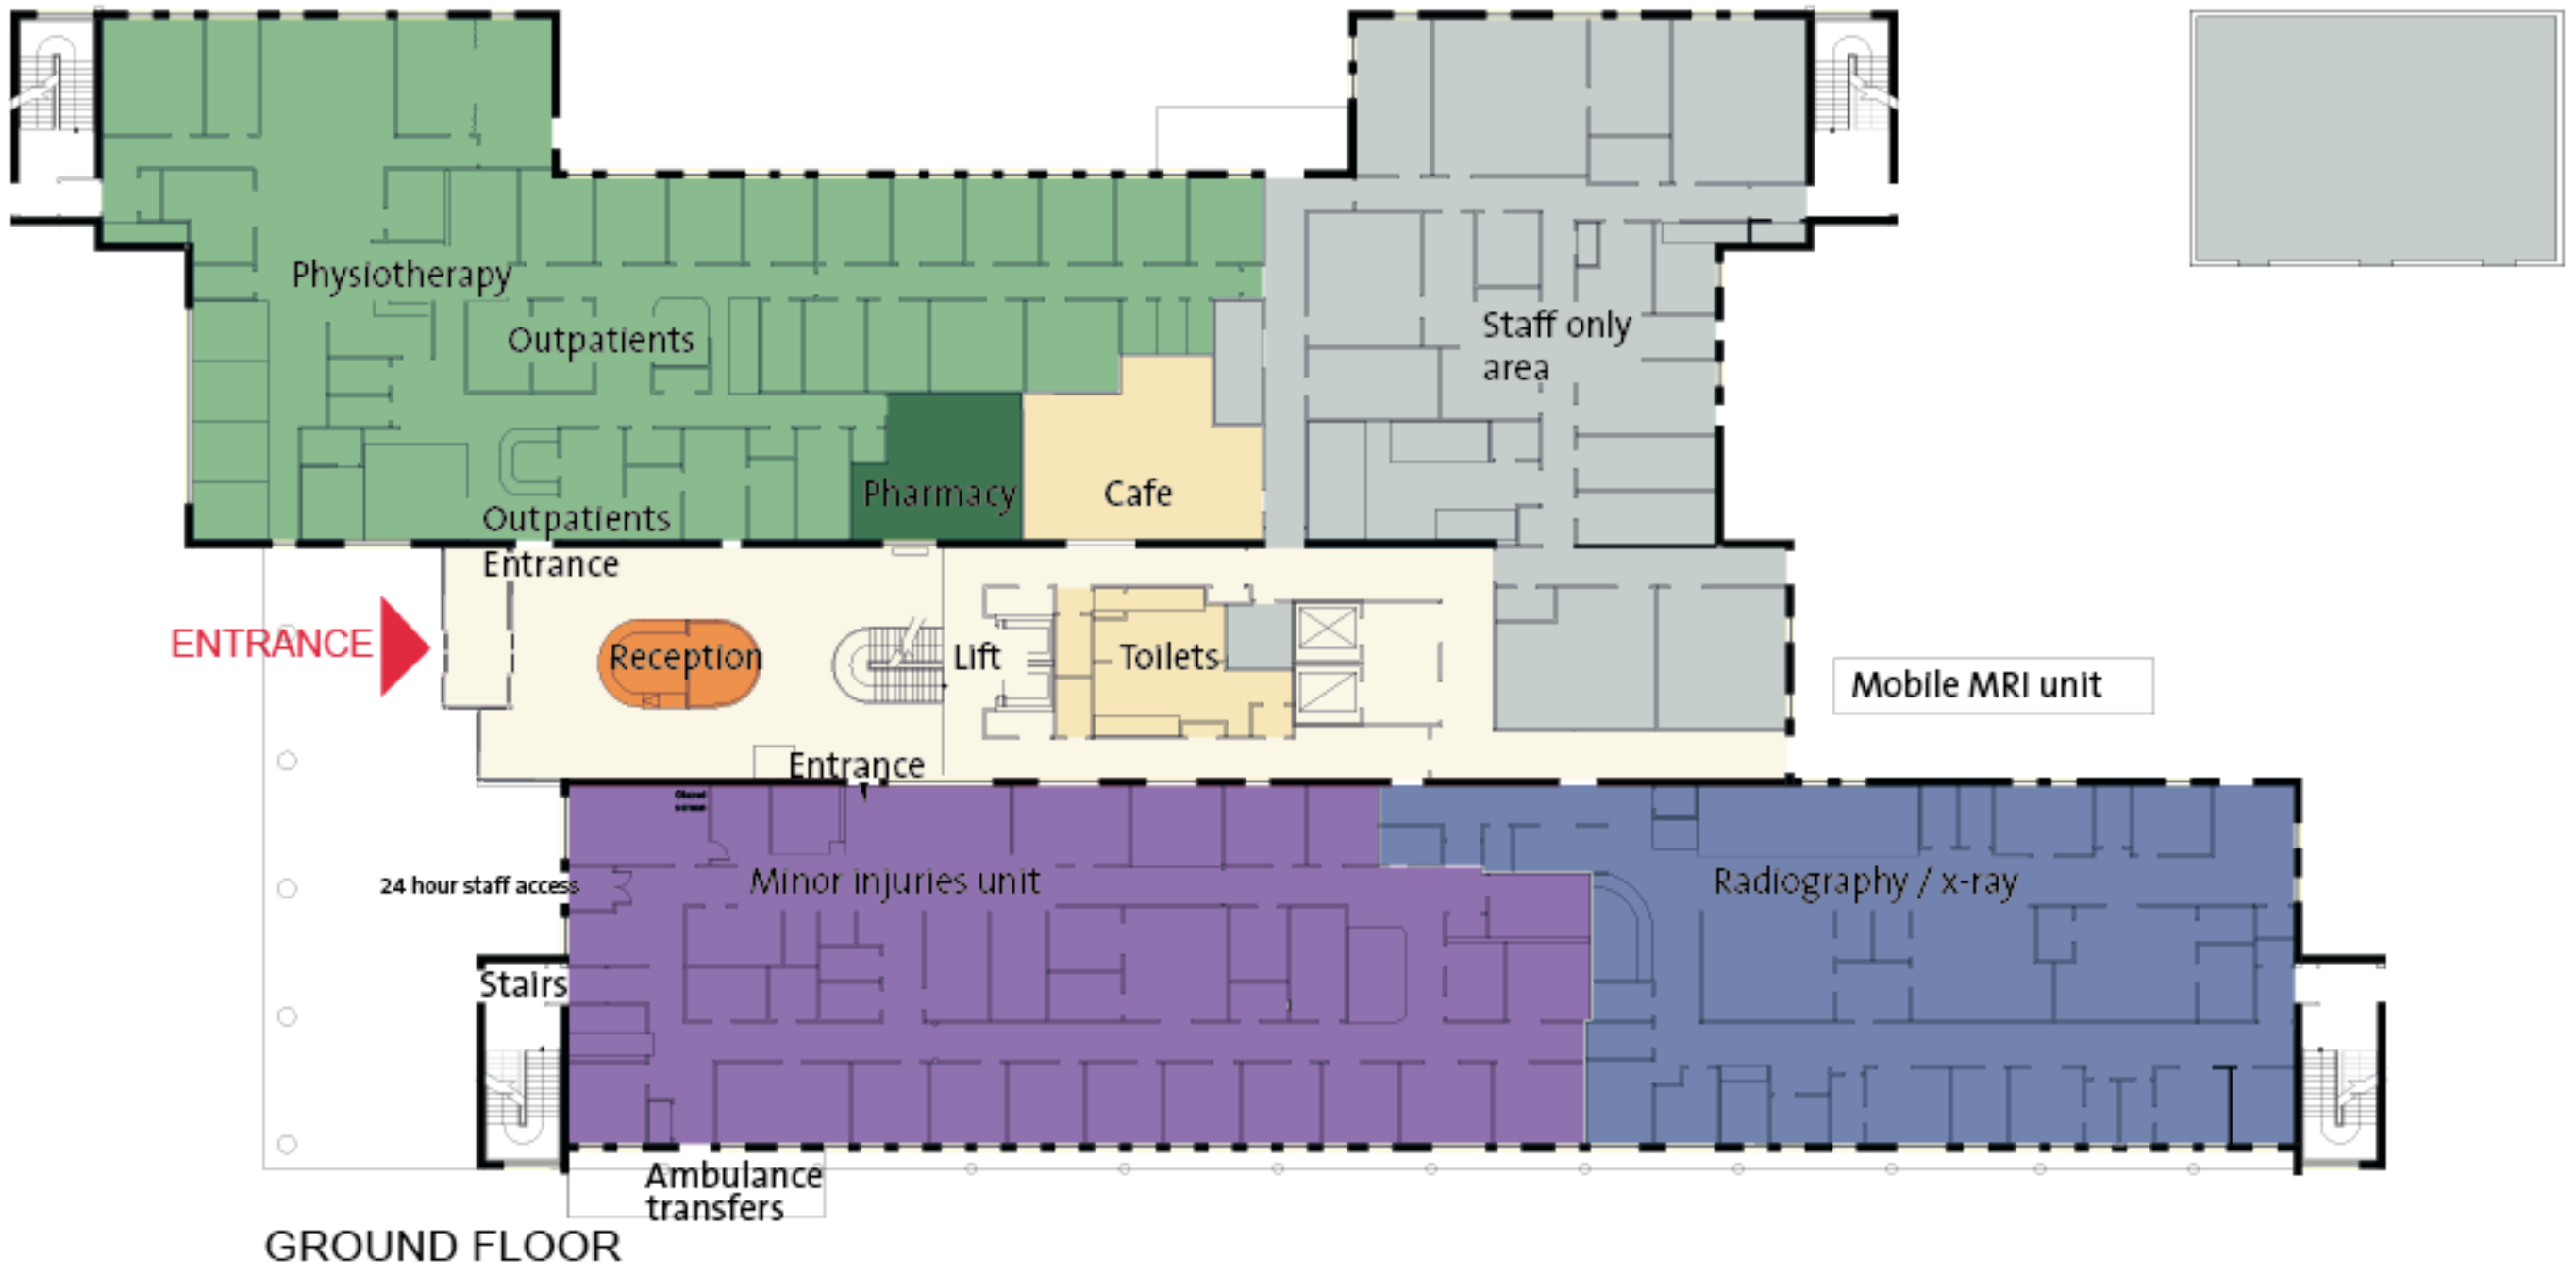 Physiotherapy
Outpatients
Staff only
area
Pharmacy
Cafe
Outpatients
Entrance
ENTRANCE
Reception
Lift
Toilets
Mobile MRI unit
Entrance
24 hour staff access
Minor injuries unit
Radiography / x-ray
Stairs
Ambulance
transfers
GROUND FLOOR